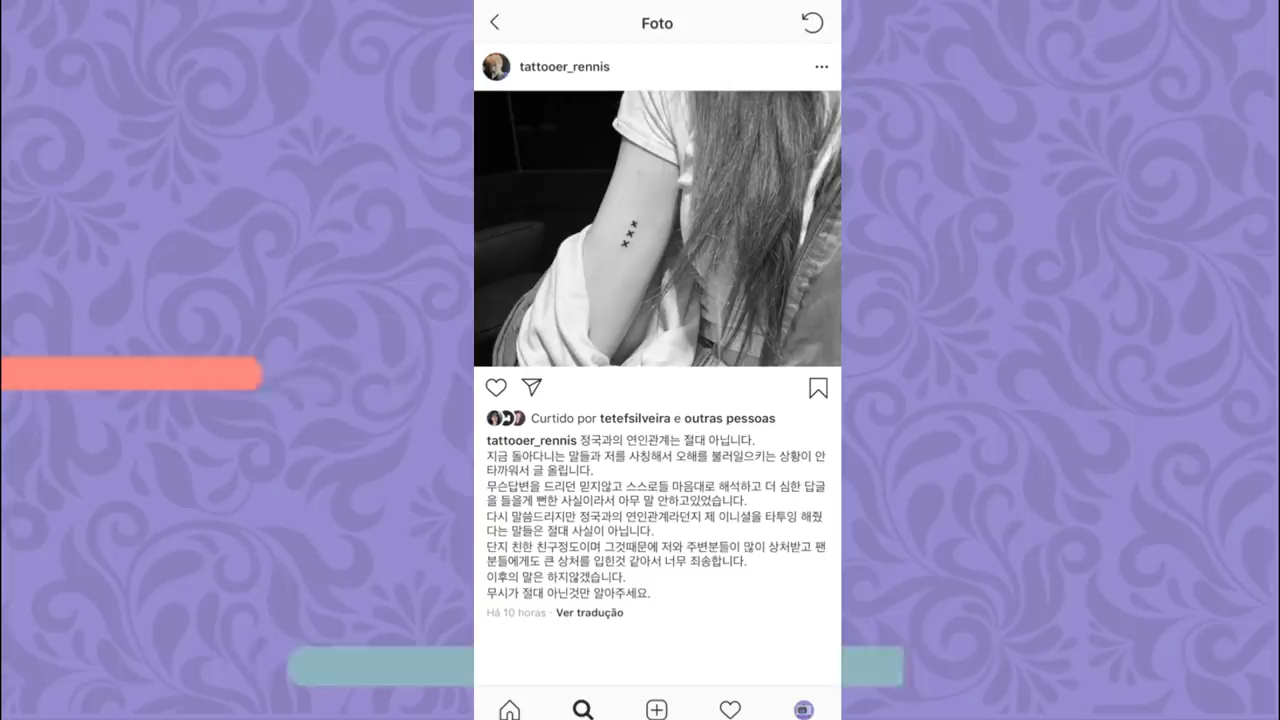 Foto
tattooer_rennis
Curtido por tetefsilveira e outras pessoas
tattooer_rennis 정국과의 연인관계는 절대 아닙니다.
지금 돌아다니는 말들과 저를 사칭해서 오해를 불러일으키는 상황이 안
타까워서 글 올립니다.
무슨답변을 드리던 믿지않고 스스로들 마음대로 해석하고 더 심한 답글
을 들을게 뻔한 사실이라서 아무 말 안하고있었습니다.
다시 말씀드리지만 정국과의 연인관계라던지 제 이니셜을 타투잉 해줬
다는 말들은 절대 사실이 아닙니다.
단지 친한 친구정도이며 그것때문에 저와 주변분들이 많이 상처받고 팬
분들에게도 큰 상처를 입힌것 같아서 너무 죄송합니다.
이후의 말은 하지않겠습니다.
무시가 절대 아닌것만 알아주세요.
Há 10 horas · Ver tradução